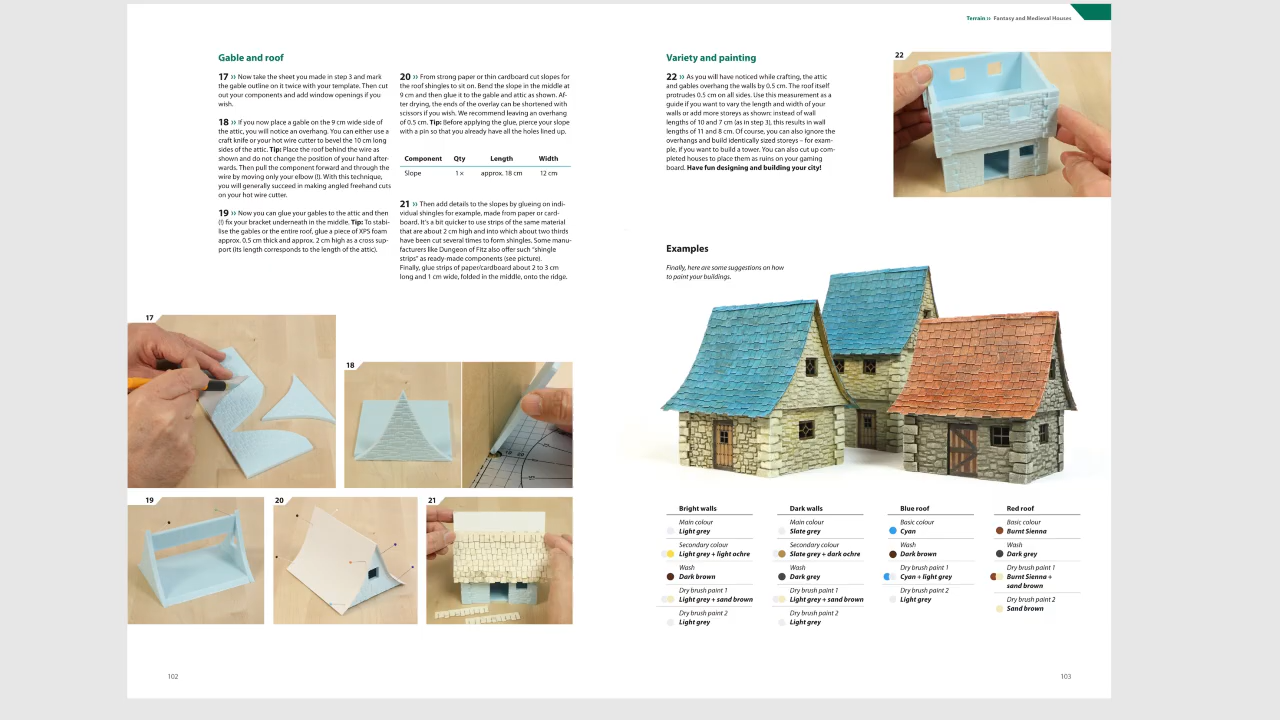 Terrain ›› Fantasy and Medieval Houses
Gable and roof
17 ›› Now take the sheet you made in step 3 and mark
the gable outline on it twice with your template. Then cut
out your components and add window openings if you
wish.
18 ›› If you now place a gable on the 9 cm wide side of
the attic, you will notice an overhang. You can either use a
craft knife or your hot wire cutter to bevel the 10 cm long
sides of the attic. Tip: Place the roof behind the wire as
shown and do not change the position of your hand after-
wards. Then pull the component forward and through the
wire by moving only your elbow (!). With this technique,
you will generally succeed in making angled freehand cuts
on your hot wire cutter.
19 ›› Now you can glue your gables to the attic and then
(!) fix your bracket underneath in the middle. Tip: To stabi-
lise the gables or the entire roof, glue a piece of XPS foam
approx. 0.5 cm thick and approx. 2 cm high as a cross sup-
port (its length corresponds to the length of the attic).
20 ›› From strong paper or thin cardboard cut slopes for
the roof shingles to sit on. Bend the slope in the middle at
9 cm and then glue it to the gable and attic as shown. Af-
ter drying, the ends of the overlay can be shortened with
scissors if you wish. We recommend leaving an overhang
of 0.5 cm. Tip: Before applying the glue, pierce your slope
with a pin so that you already have all the holes lined up.
Component Qty Length Width
Slope 1 × approx. 18 cm 12 cm
21 ›› Then add details to the slopes by glueing on indi-
vidual shingles for example, made from paper or card-
board. It's a bit quicker to use strips of the same material
that are about 2 cm high and into which about two thirds
have been cut several times to form shingles. Some manu-
facturers like Dungeon of Fitz also offer such "shingle
strips" as ready-made components (see picture).
Finally, glue strips of paper/cardboard about 2 to 3 cm
long and 1 cm wide, folded in the middle, onto the ridge.
17
18
19
20
21
102
Variety and painting
22 ›› As you will have noticed while crafting, the attic
and gables overhang the walls by 0.5 cm. The roof itself
protrudes 0.5 cm on all sides. Use this measurement as a
guide if you want to vary the length and width of your
walls or add more storeys as shown: instead of wall
lengths of 10 and 7 cm (as in step 3), this results in wall
lengths of 11 and 8 cm. Of course, you can also ignore the
overhangs and build identically sized storeys – for exam-
ple, if you want to build a tower. You can also cut up com-
pleted houses to place them as ruins on your gaming
board. Have fun designing and building your city!
22
Examples
Finally, here are some suggestions on how
to paint your buildings.
Bright walls
Main colour
Light grey
Secondary colour
Light grey + light ochre
Wash
Dark brown
Dry brush paint 1
Light grey + sand brown
Dry brush paint 2
Light grey
Dark walls
Main colour
Slate grey
Secondary colour
Slate grey + dark ochre
Wash
Dark grey
Dry brush paint 1
Light grey + sand brown
Dry brush paint 2
Light grey
Blue roof
Basic colour
Cyan
Wash
Dark brown
Dry brush paint 1
Cyan + light grey
Dry brush paint 2
Light grey
Red roof
Basic colour
Burnt Sienna
Wash
Dark grey
Dry brush paint 1
Burnt Sienna +
sand brown
Dry brush paint 2
Sand brown
103